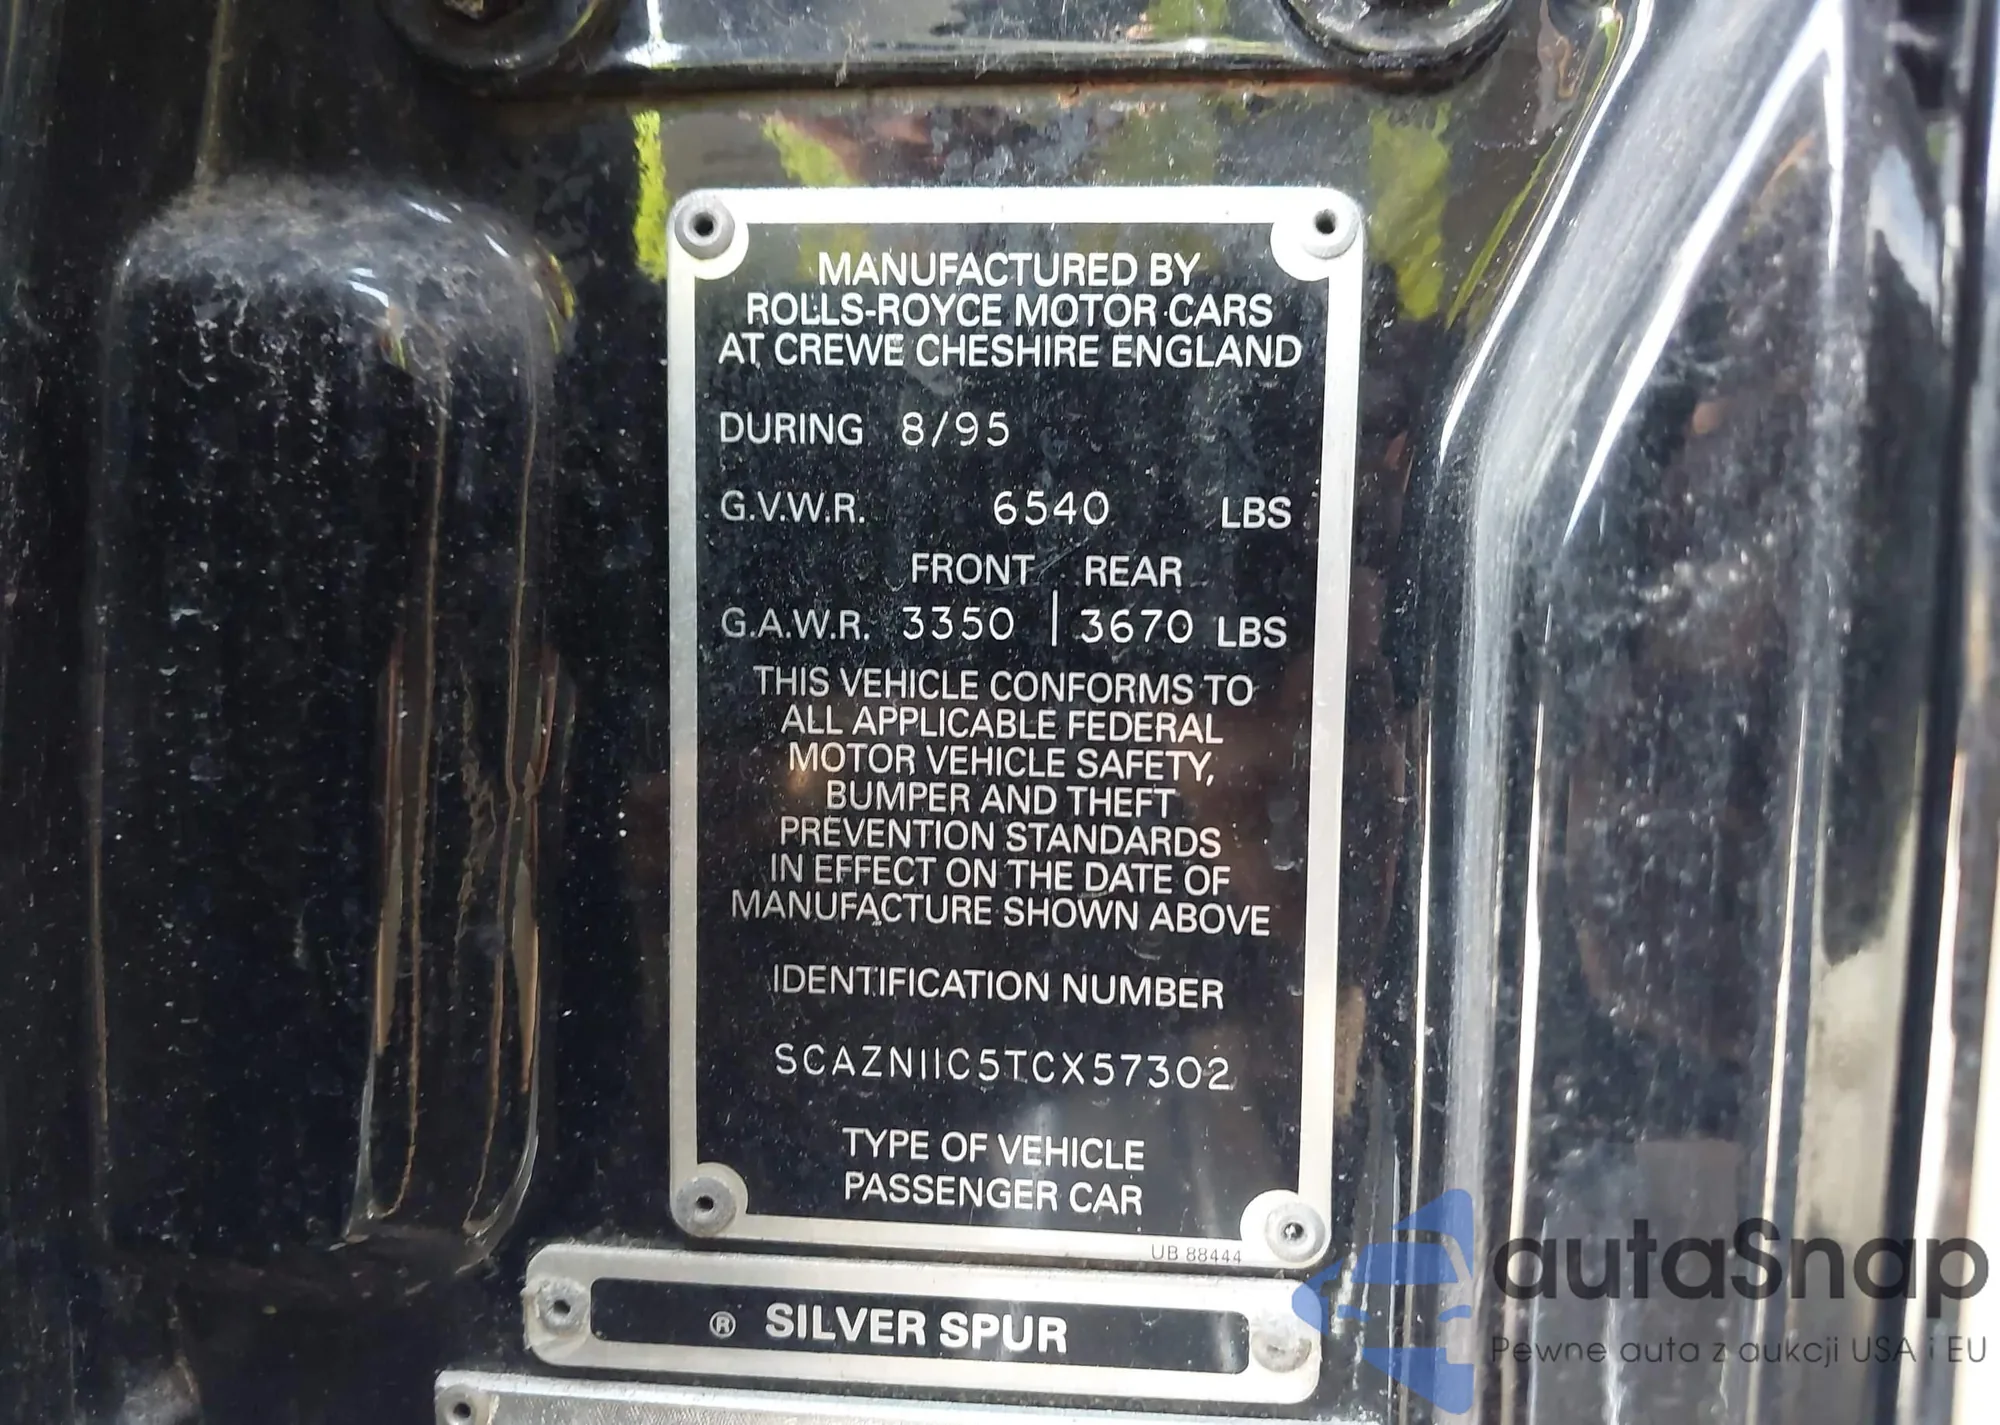 MANUFACTURED BY
ROLLS-ROYCE MOTOR CARS
AT CREWE CHESHIRE ENGLAND
DURING 8/95
G.V.W.R. 6540 LBS
FRONT REAR
G.A.W.R. 3350 | 3670 LBS
THIS VEHICLE CONFORMS TO
ALL APPLICABLE FEDERAL
MOTOR VEHICLE SAFETY,
BUMPER AND THEFT
PREVENTION STANDARDS
IN EFFECT ON THE DATE OF
MANUFACTURE SHOWN ABOVE
IDENTIFICATION NUMBER
SCAZN11C5TCX57302
TYPE OF VEHICLE
PASSENGER CAR
UB 88444
® SILVER SPUR
autaSnap
Pewne auta z aukcji USA i EU